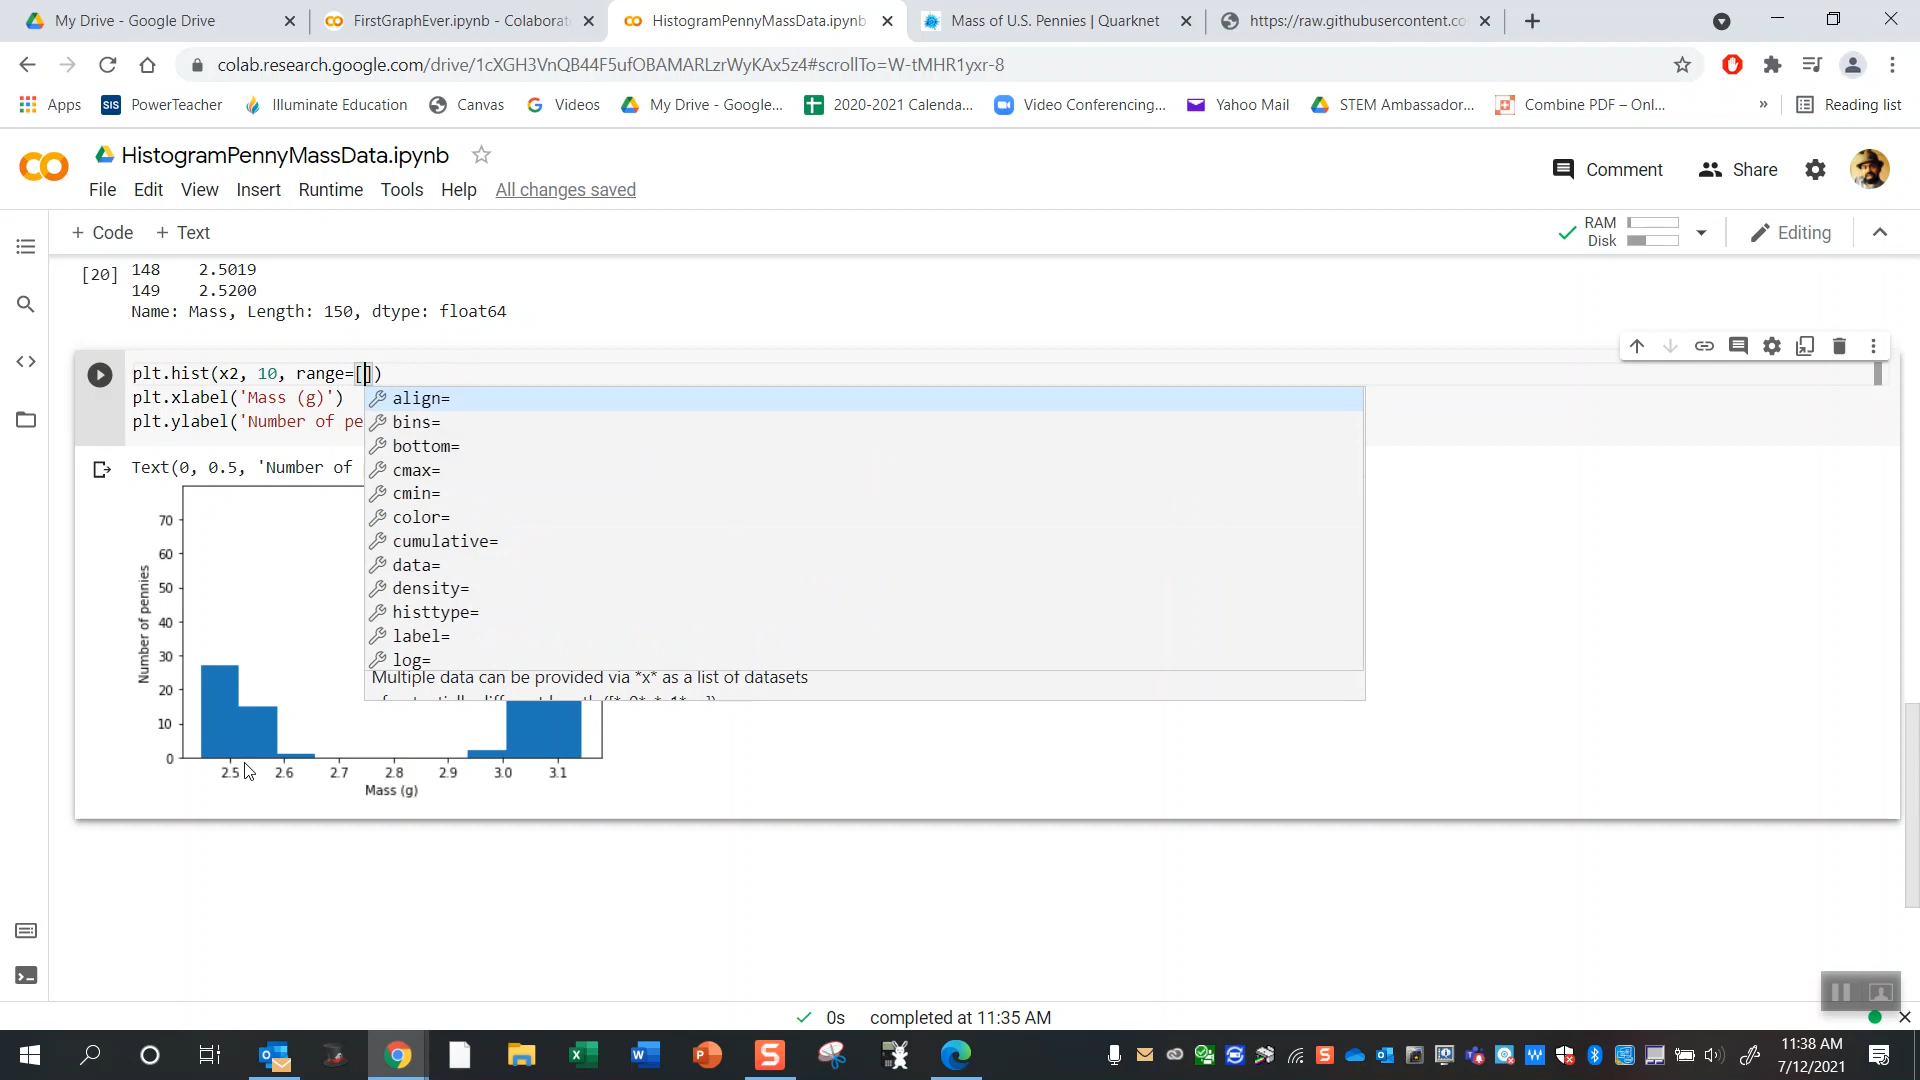 My Drive - Google Drive
FirstGraphEver.ipynb - Colaborat
HistogramPennyMassData.ipynb
Mass of U.S. Pennies | Quarknet
https://raw.githubusercontent.co
colab.research.google.com/drive/1cXGH3VnQB44F5ufOBAMARLzrWyKAx5z4#scrollTo=W-tMHR1yxr-8
Apps
SIS PowerTeacher
Illuminate Education
Canvas
Videos
My Drive - Google...
2020-2021 Calenda...
Video Conferencing...
Yahoo Mail
STEM Ambassador...
Combine PDF – Onl...
»
Reading list
HistogramPennyMassData.ipynb
Comment
Share
File Edit View Insert Runtime Tools Help All changes saved
+ Code + Text
RAM
Disk
Editing
[20] 148 2.5019
149 2.5200
Name: Mass, Length: 150, dtype: float64
plt.hist(x2, 10, range=[])
plt.xlabel('Mass (g)')
plt.ylabel('Number of pe
align=
bins=
bottom=
cmax=
cmin=
color=
cumulative=
data=
density=
histtype=
label=
log=
Multiple data can be provided via *x* as a list of datasets
Text(0, 0.5, 'Number of
70
60
50
40
30
20
10
0
Number of pennies
2.5 2.6 2.7 2.8 2.9 3.0 3.1
Mass (g)
0s completed at 11:35 AM
11:38 AM
7/12/2021